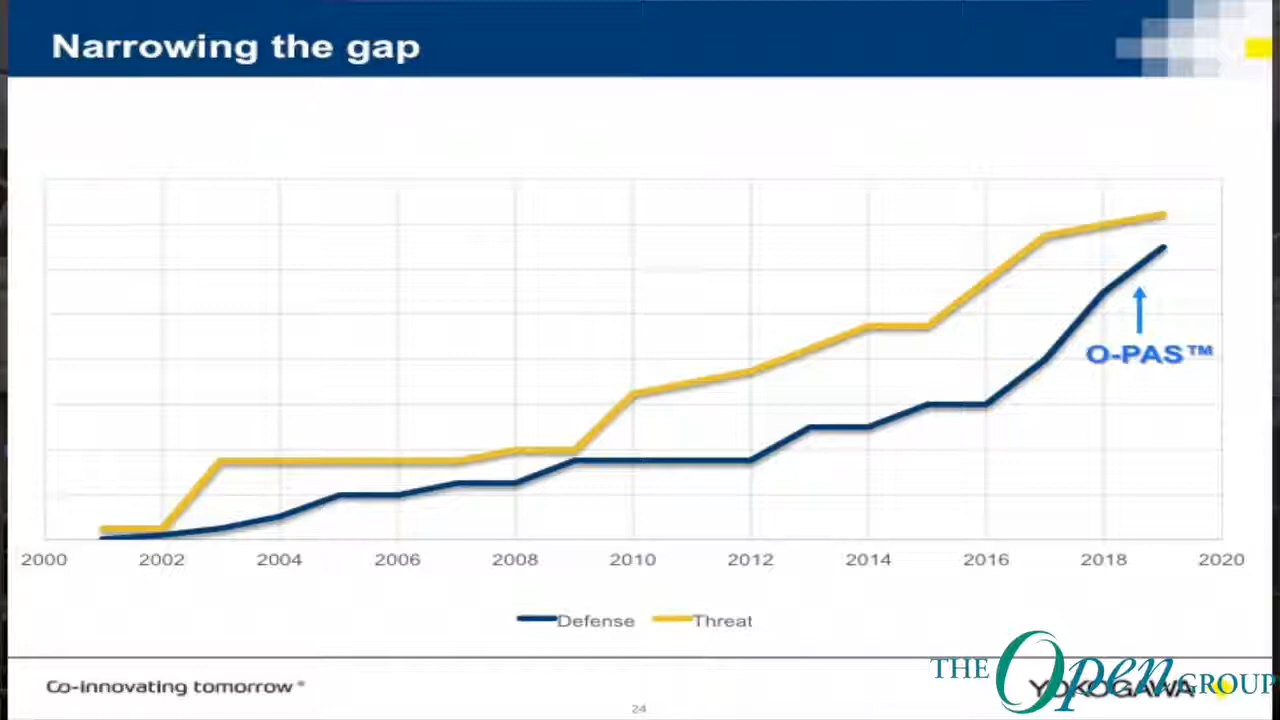 Narrowing the gap
O-PAS™
2000 2002 2004 2006 2008 2010 2012 2014 2016 2018 2020
Defense Threat
Co-innovating tomorrow®
YOKOGAWA
THE Open GROUP
24